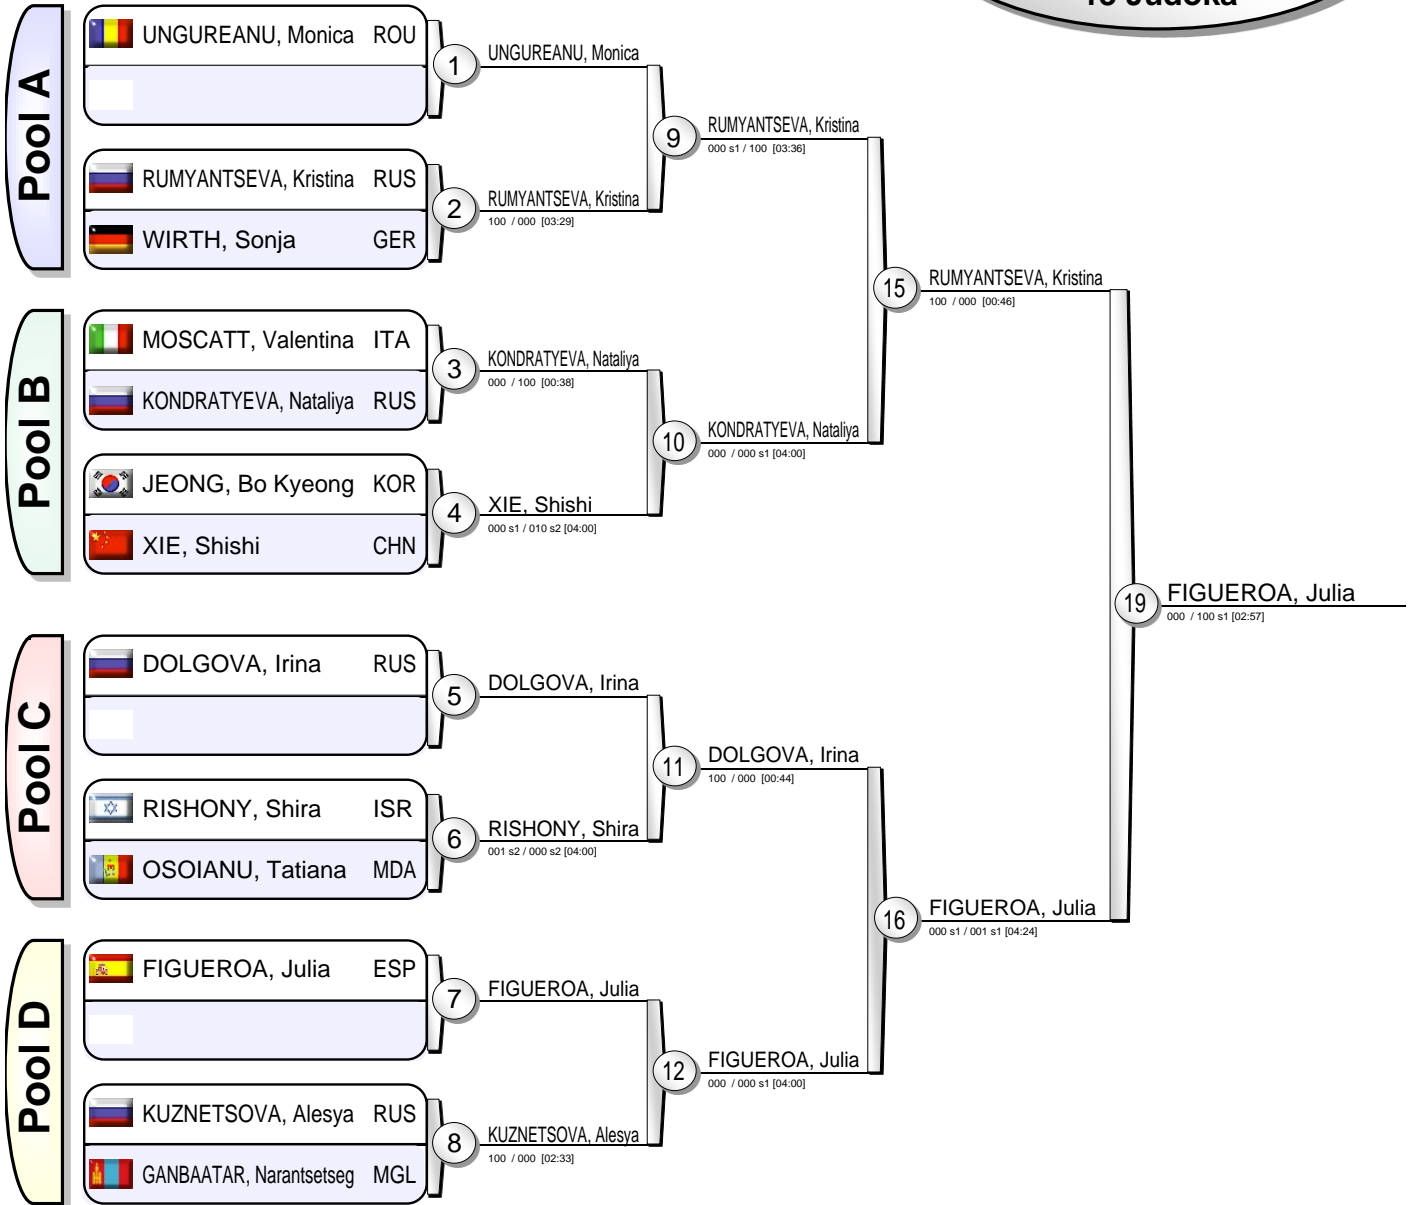 Pool A
UNGUREANU, Monica ROU
RUMYANTSEVA, Kristina RUS
WIRTH, Sonja GER
Pool B
MOSCATT, Valentina ITA
KONDRATYEVA, Nataliya RUS
JEONG, Bo Kyeong KOR
XIE, Shishi CHN
Pool C
DOLGOVA, Irina RUS
RISHONY, Shira ISR
OSOIANU, Tatiana MDA
Pool D
FIGUEROA, Julia ESP
KUZNETSOVA, Alesya RUS
GANBAATAR, Narantsetseg MGL
1
UNGUREANU, Monica
2
RUMYANTSEVA, Kristina
100 / 000 [03:29]
3
KONDRATYEVA, Nataliya
000 / 100 [00:38]
4
XIE, Shishi
000 s1 / 010 s2 [04:00]
5
DOLGOVA, Irina
6
RISHONY, Shira
001 s2 / 000 s2 [04:00]
7
FIGUEROA, Julia
8
KUZNETSOVA, Alesya
100 / 000 [02:33]
9
RUMYANTSEVA, Kristina
000 s1 / 100 [03:36]
10
KONDRATYEVA, Nataliya
000 / 000 s1 [04:00]
11
DOLGOVA, Irina
100 / 000 [00:44]
12
FIGUEROA, Julia
000 / 000 s1 [04:00]
15
RUMYANTSEVA, Kristina
100 / 000 [00:46]
16
FIGUEROA, Julia
000 s1 / 001 s1 [04:24]
19
FIGUEROA, Julia
000 / 100 s1 [02:57]